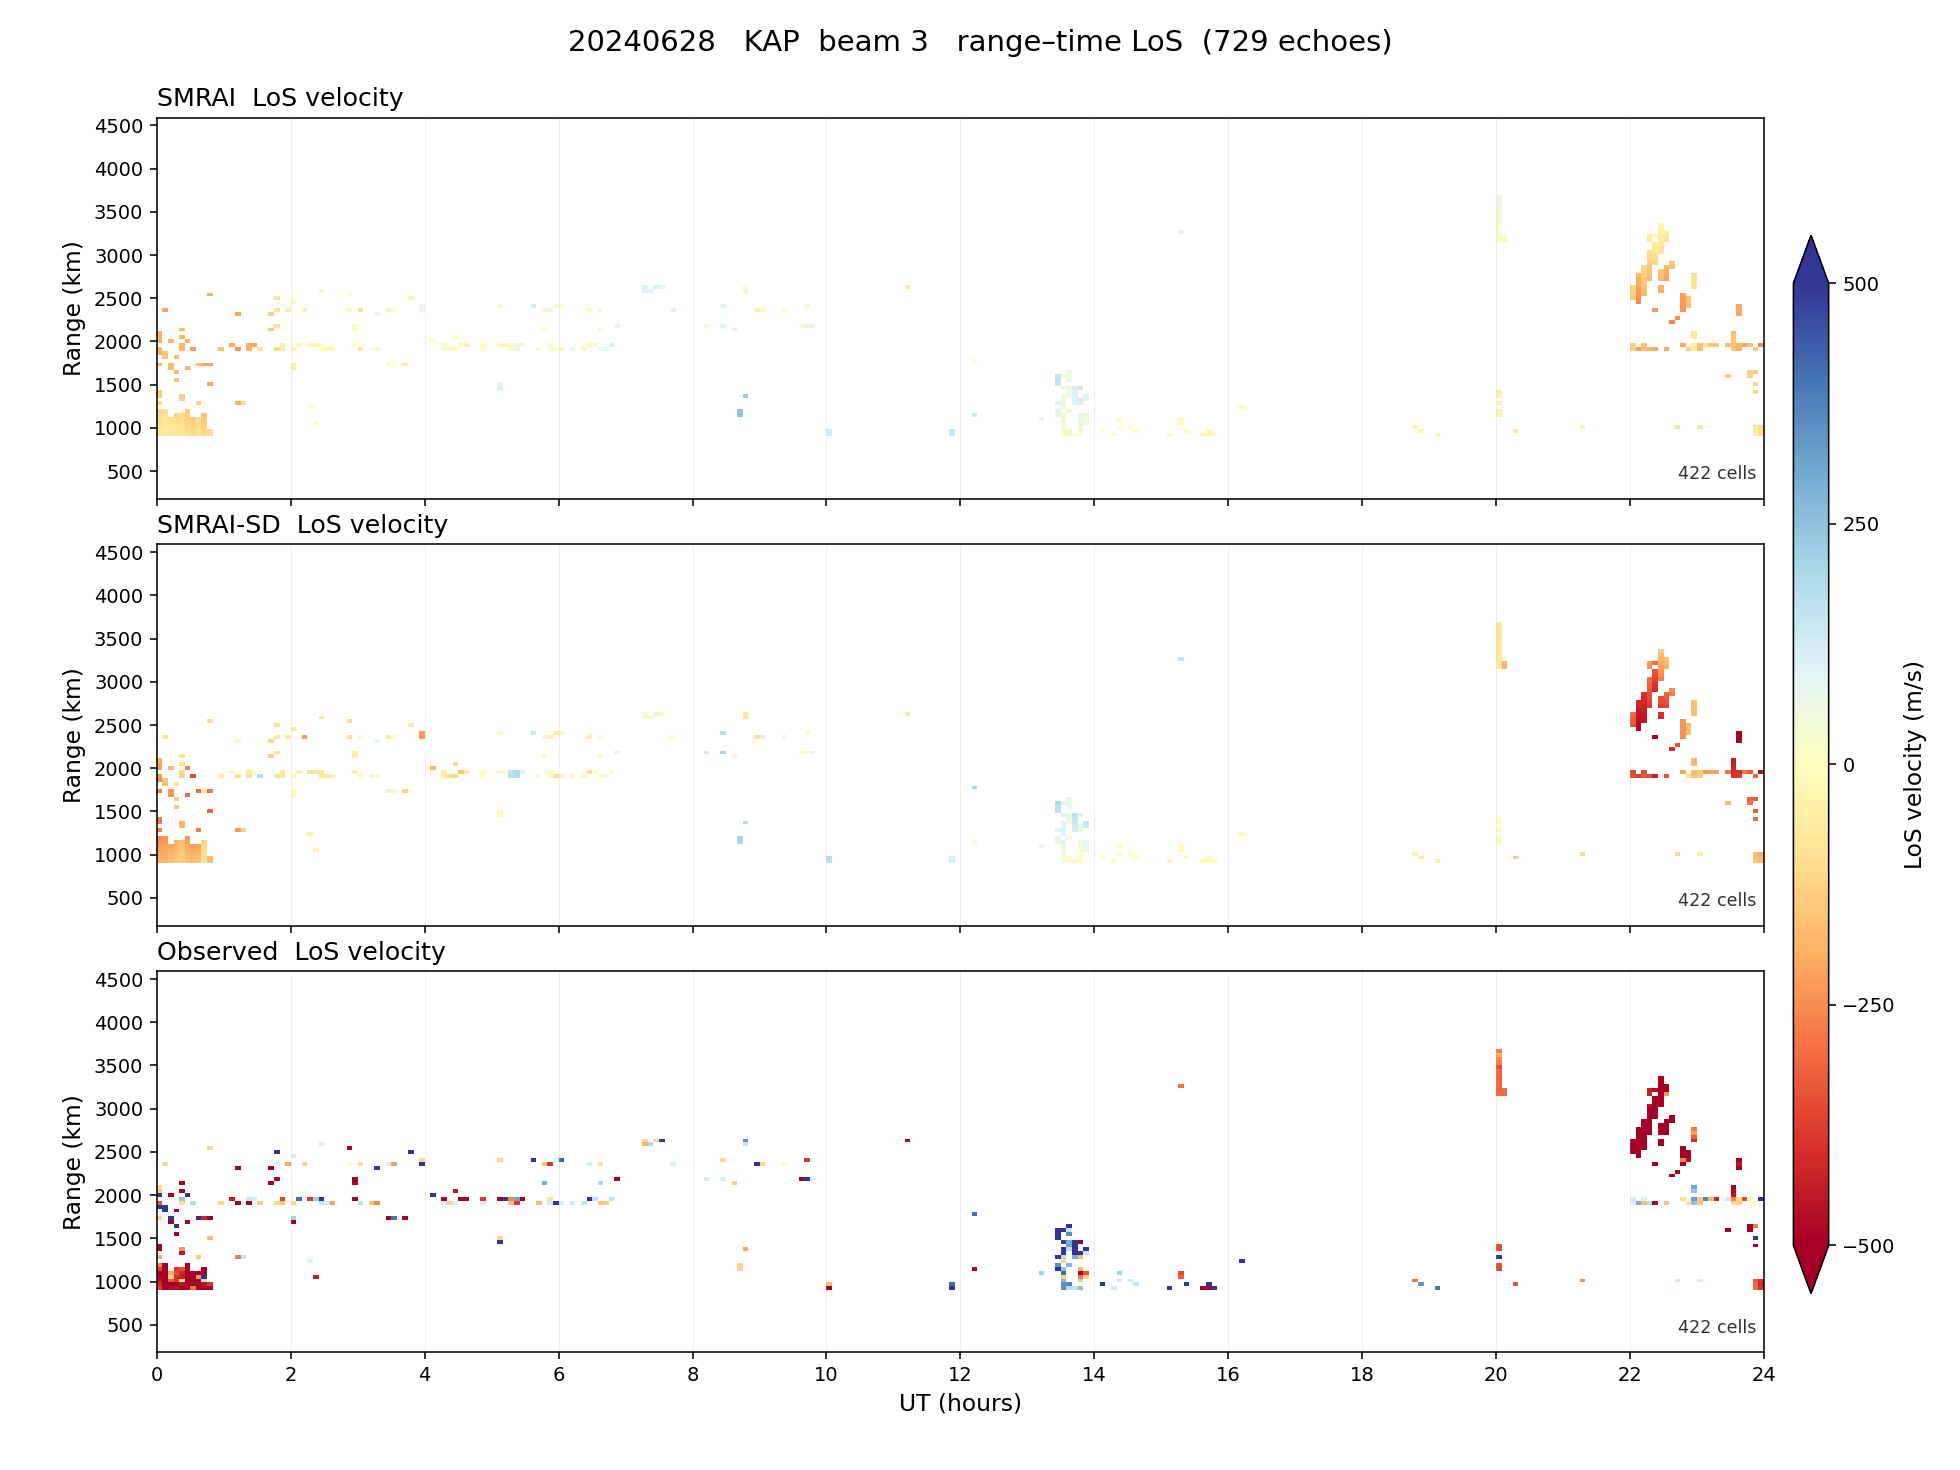 20240628   KAP  beam 3   range–time LoS  (729 echoes)
SMRAI  LoS velocity
4500
4000
3500
3000
2500
2000
1500
1000
500
Range (km)
422 cells
SMRAI-SD  LoS velocity
4500
4000
3500
3000
2500
2000
1500
1000
500
Range (km)
422 cells
Observed  LoS velocity
4500
4000
3500
3000
2500
2000
1500
1000
500
Range (km)
422 cells
0 2 4 6 8 10 12 14 16 18 20 22 24
UT (hours)
500
250
0
−250
−500
LoS velocity (m/s)